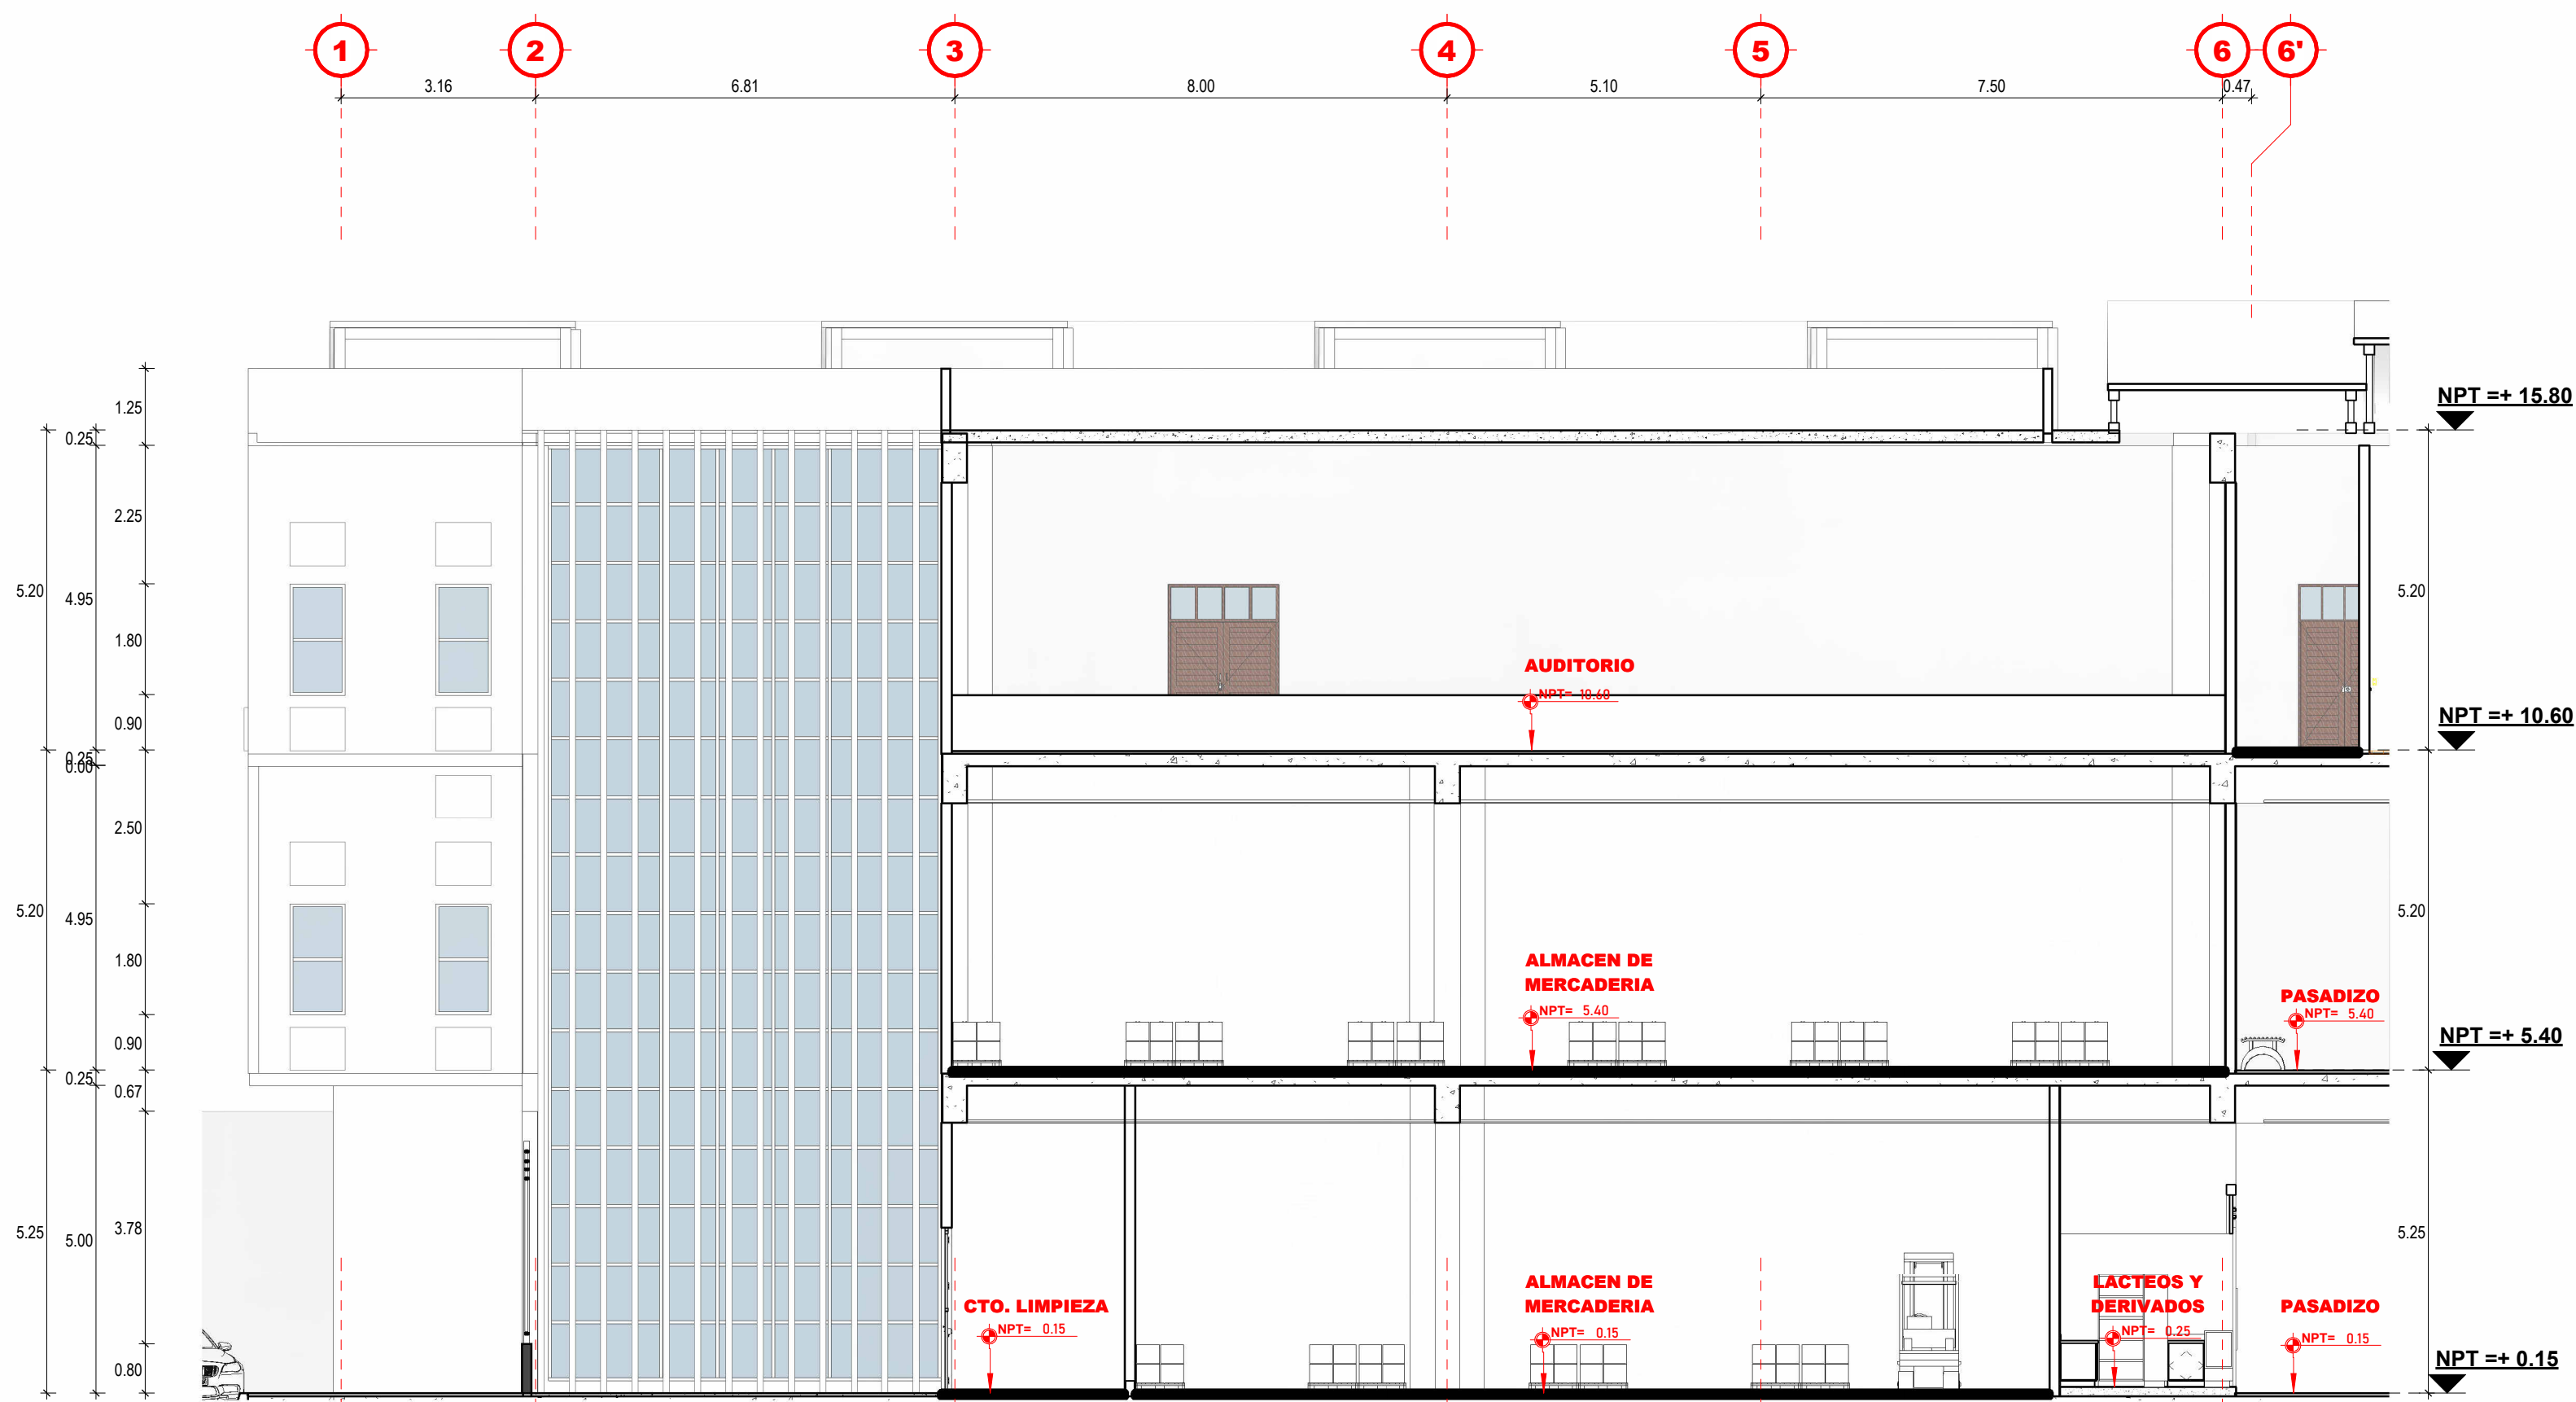 1 2 3 4 5 6 6'
3.16 6.81 8.00 5.10 7.50 0.47
NPT =+ 15.80
1.25
0.25
2.25
5.20 4.95 5.20
1.80
AUDITORIO
NPT= 10.60
0.90
NPT =+ 10.60
0.25
0.00
2.50
5.20 4.95 5.20
1.80
ALMACEN DE
MERCADERIA
NPT= 5.40
PASADIZO
NPT= 5.40
0.90
NPT =+ 5.40
0.25
0.67
3.78
5.25 5.00 5.25
CTO. LIMPIEZA
NPT= 0.15
ALMACEN DE
MERCADERIA
NPT= 0.15
LACTEOS Y
DERIVADOS
NPT= 0.25
PASADIZO
NPT= 0.15
0.80
NPT =+ 0.15